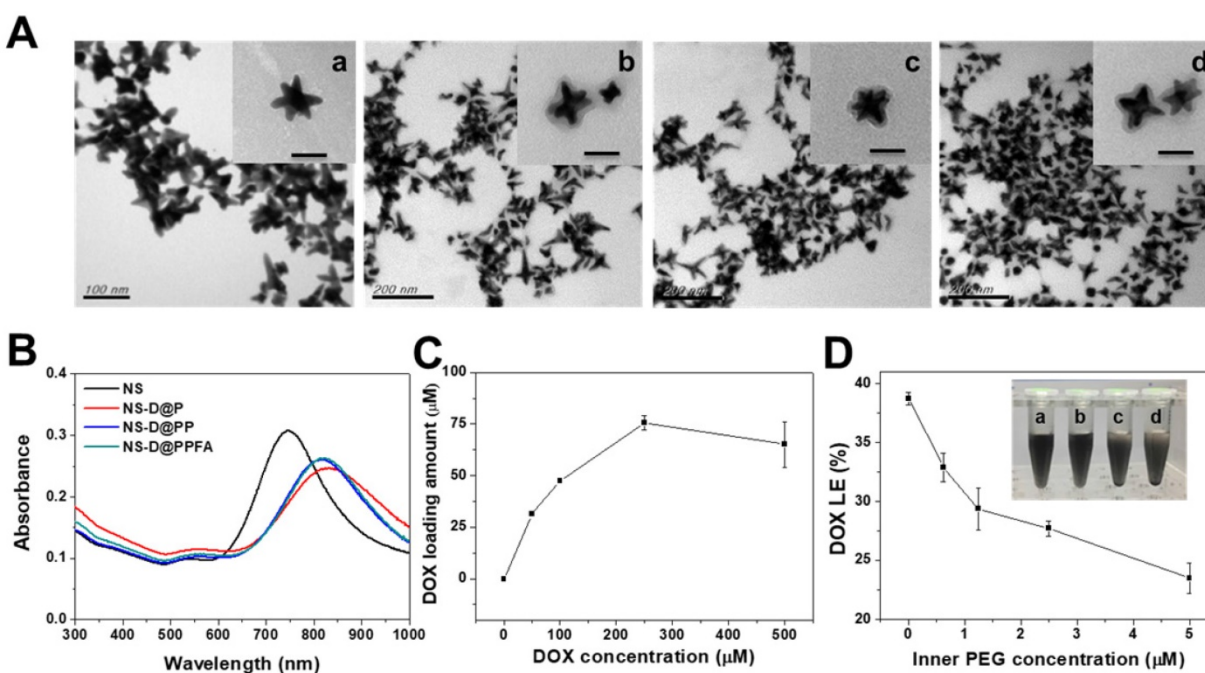 A
a
b
c
d
100 nm
200 nm
200 nm
200 nm
B
Absorbance
0.4
0.3
0.2
0.1
0.0
NS
NS-D@P
NS-D@PP
NS-D@PPFA
300 400 500 600 700 800 900 1000
Wavelength (nm)
C
DOX loading amount (μM)
100
75
50
25
0
0 100 200 300 400 500
DOX concentration (μM)
D
DOX LE (%)
40
35
30
25
20
a b c d
0 1 2 3 4 5
Inner PEG concentration (μM)